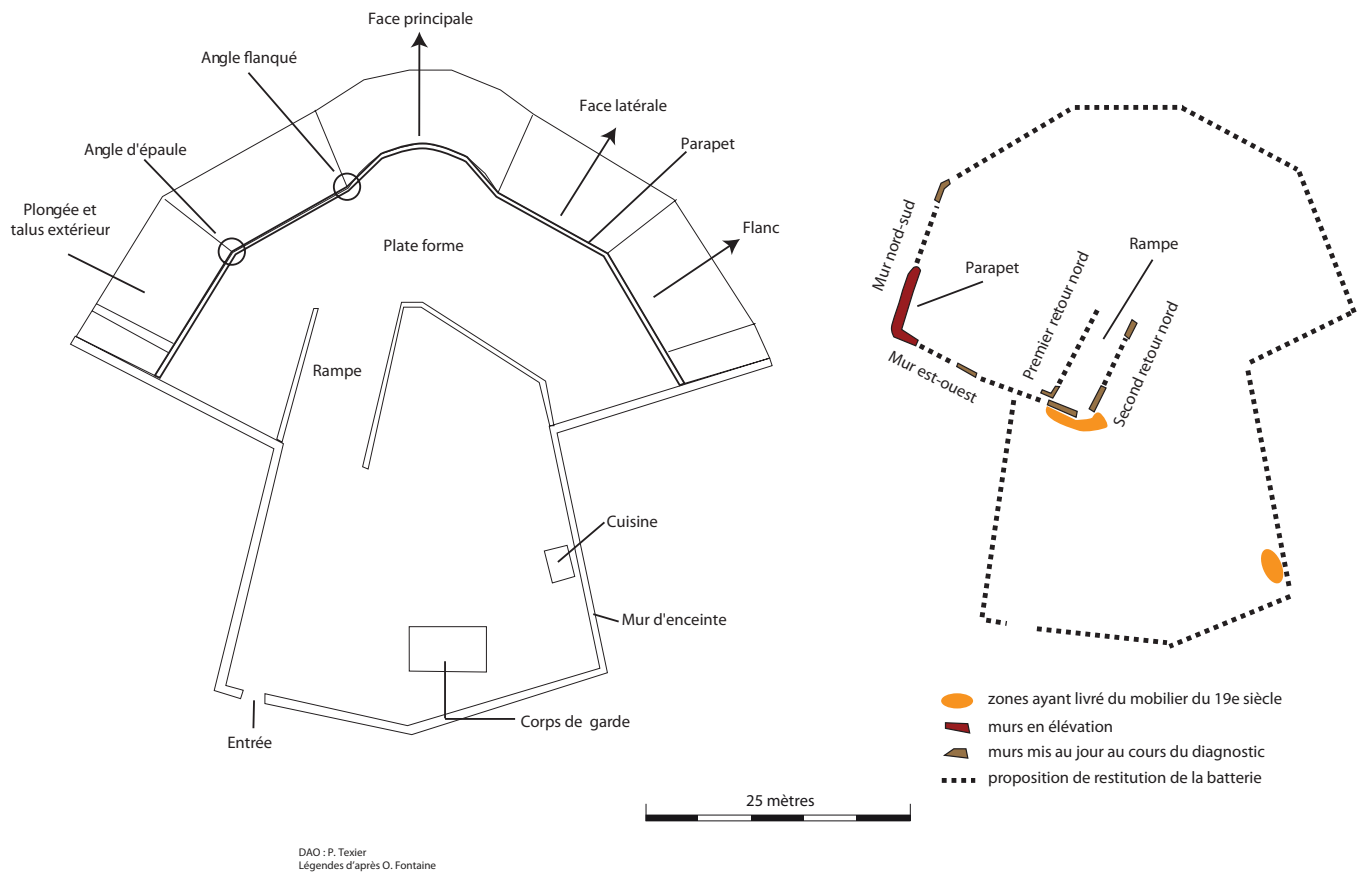 Face principale
Angle flanqué
Face latérale
Parapet
Angle d'épaule
Plongée et
talus extérieur
Plate forme
Flanc
Rampe
Cuisine
Mur d'enceinte
Corps de garde
Entrée
Mur nord-sud
Parapet
Rampe
Premier retour nord
Second retour nord
Mur est-ouest
zones ayant livré du mobilier du 19e siècle
murs en élévation
murs mis au jour au cours du diagnostic
proposition de restitution de la batterie
25 mètres
DAO : P. Texier
Légendes d'après O. Fontaine